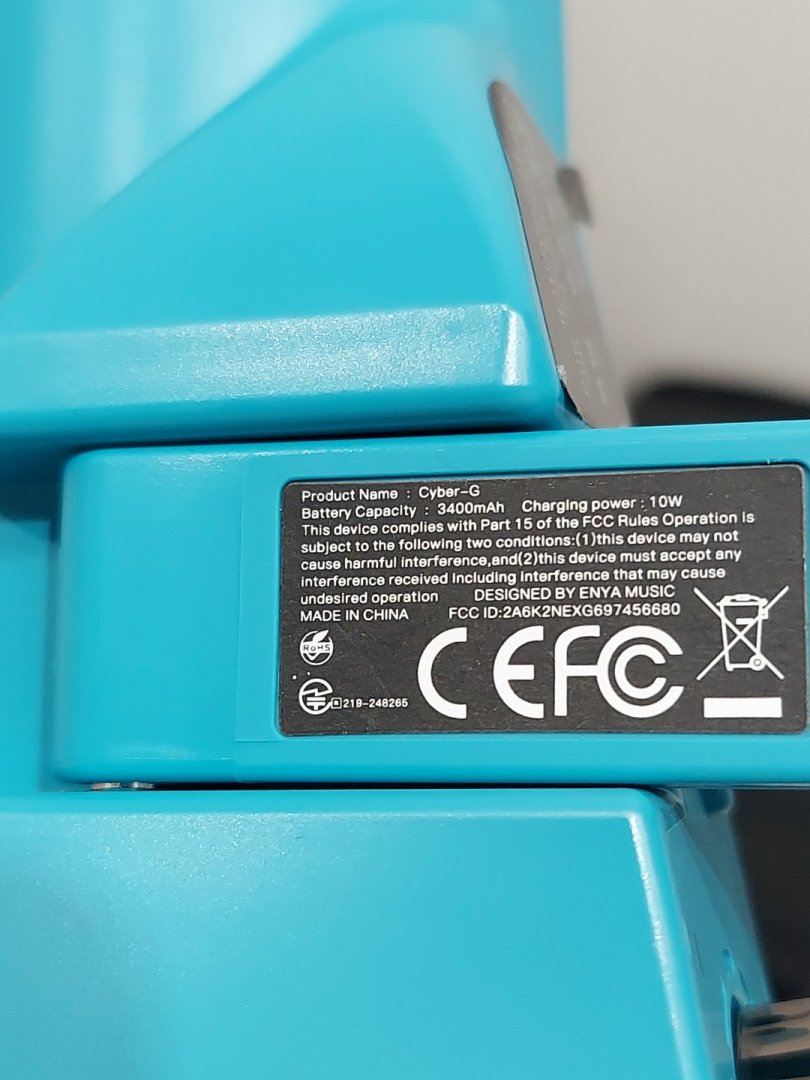 Product Name : Cyber-G
Battery Capacity : 3400mAh Charging power : 10W
This device complies with Part 15 of the FCC Rules Operation is
subject to the following two conditions:(1)this device may not
cause harmful interference,and(2)this device must accept any
interference received including interference that may cause
undesired operation DESIGNED BY ENYA MUSIC
MADE IN CHINA FCC ID:2A6K2NEXG697456680
RoHS
CE FC
R 219-248265